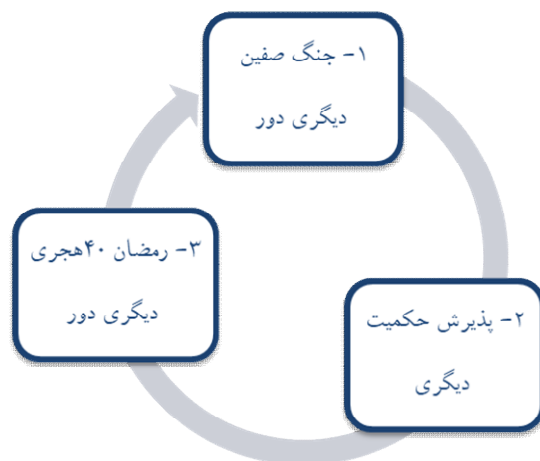 ۱- جنگ صفین
دیگری دور
۲- پذیرش حکمیت
دیگری
۳- رمضان ۴۰هجری
دیگری دور